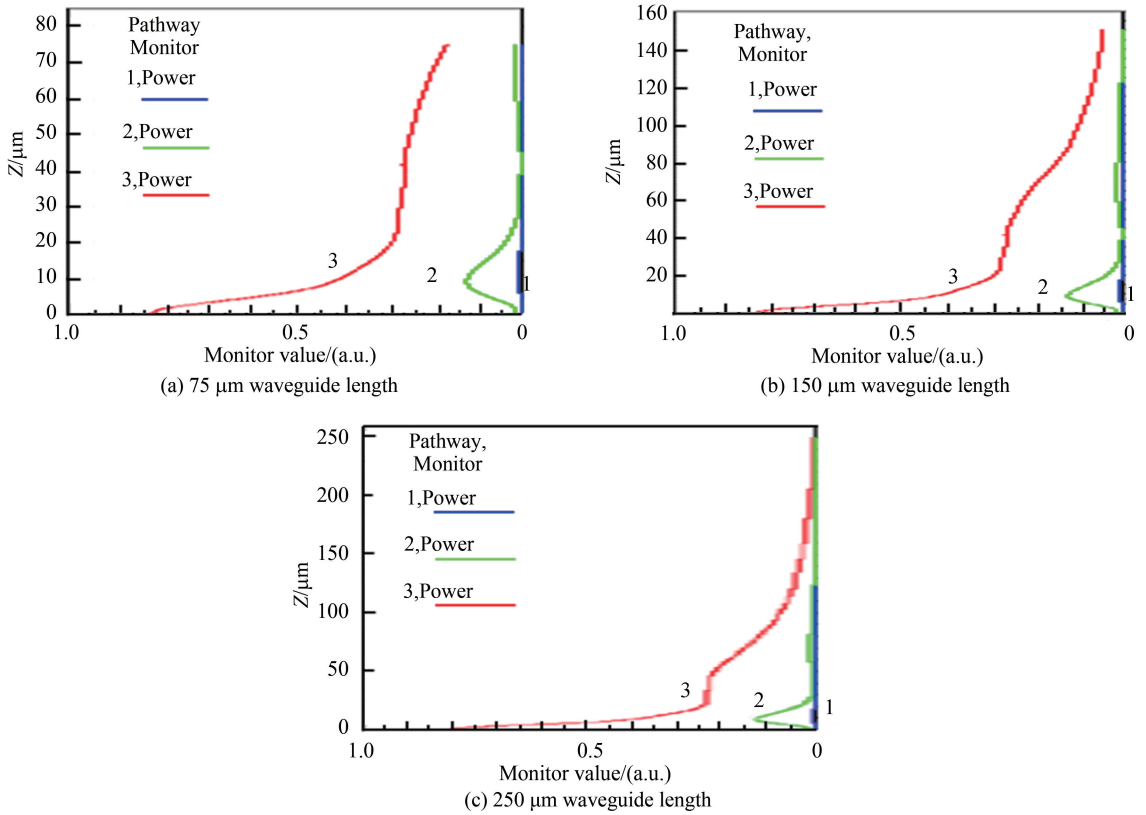 80
70
60
50
40
30
20
10
0
Z/μm
Pathway
Monitor
1,Power
2,Power
3,Power
3
2
1
1.0
0.5
0
Monitor value/(a.u.)
(a) 75 μm waveguide length
160
140
120
100
80
60
40
20
Z/μm
Pathway,
Monitor
1,Power
2,Power
3,Power
3
2
1
1.0
0.5
0
Monitor value/(a.u.)
(b) 150 μm waveguide length
250
200
150
100
50
0
Z/μm
Pathway,
Monitor
1,Power
2,Power
3,Power
3
2
1
1.0
0.5
0
Monitor value/(a.u.)
(c) 250 μm waveguide length